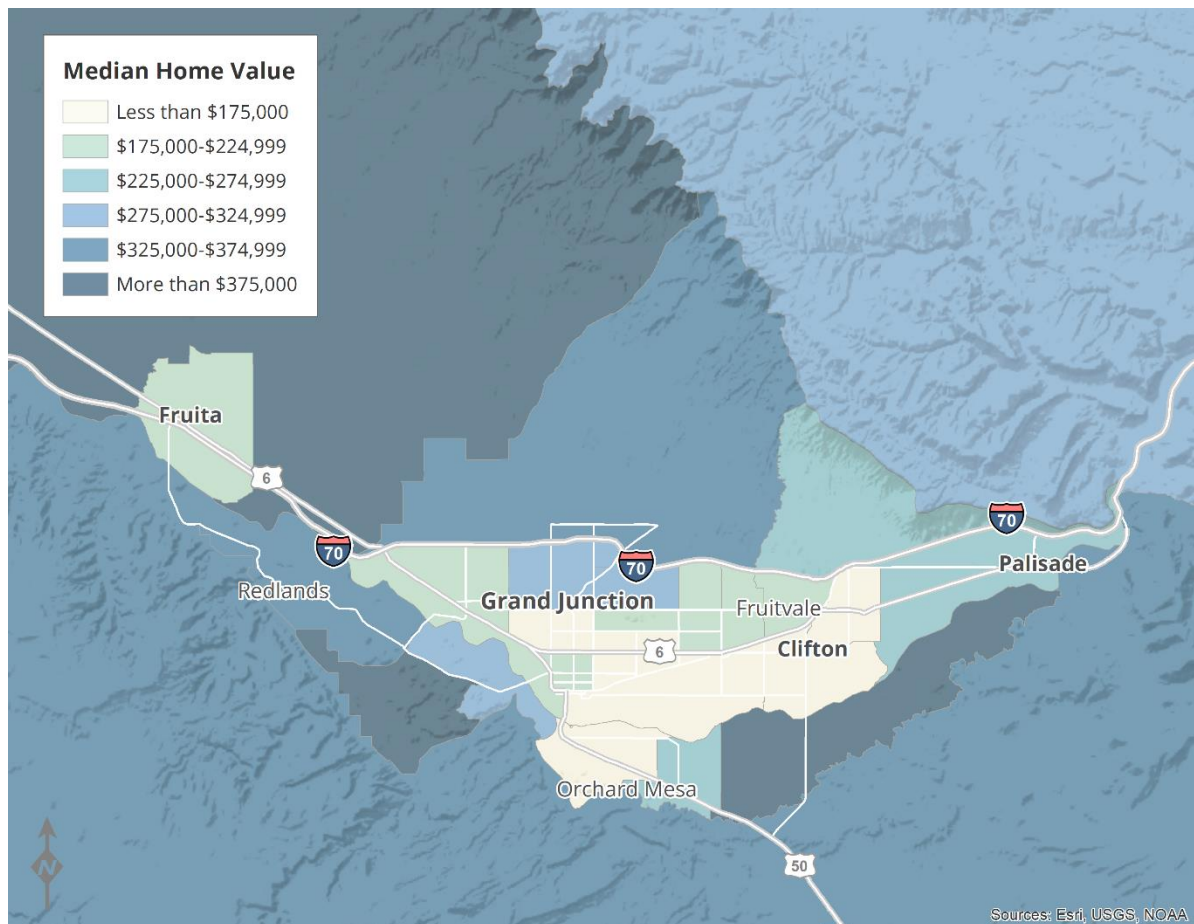 Median Home Value
Less than $175,000
$175,000-$224,999
$225,000-$274,999
$275,000-$324,999
$325,000-$374,999
More than $375,000
Fruita
6
70
Redlands
70
Grand Junction
70
Palisade
Fruitvale
6
Clifton
Orchard Mesa
50
N
Sources: Esri, USGS, NOAA